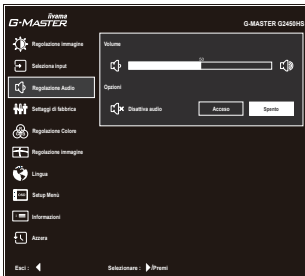 iiyama
G-MASTER
G-MASTER G2450HS
Regolazione immagine
Selezione input
Regolazione Audio
Settaggi di fabbrica
Regolazione Colore
Regolazione immagine
Lingua
Setup Menù
Informazioni
Azzera
Volume
50
Opzioni
Disattiva audio
Acceso
Spento
Esci :
Selezionare : /Premi